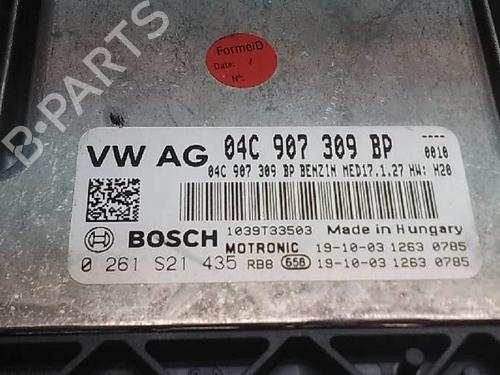 FormelD
Date: /
N°:
B-PARTS
VW AG 04C 907 309 BP ----
04C 907 309 BP BENZIN MED17.1.27 HW: H20 0010
1039T33503 Made in Hungary
BOSCH MOTRONIC 19-10-03 1263 0785
0 261 S21 435 RB8 658 19-10-03 1263 0785